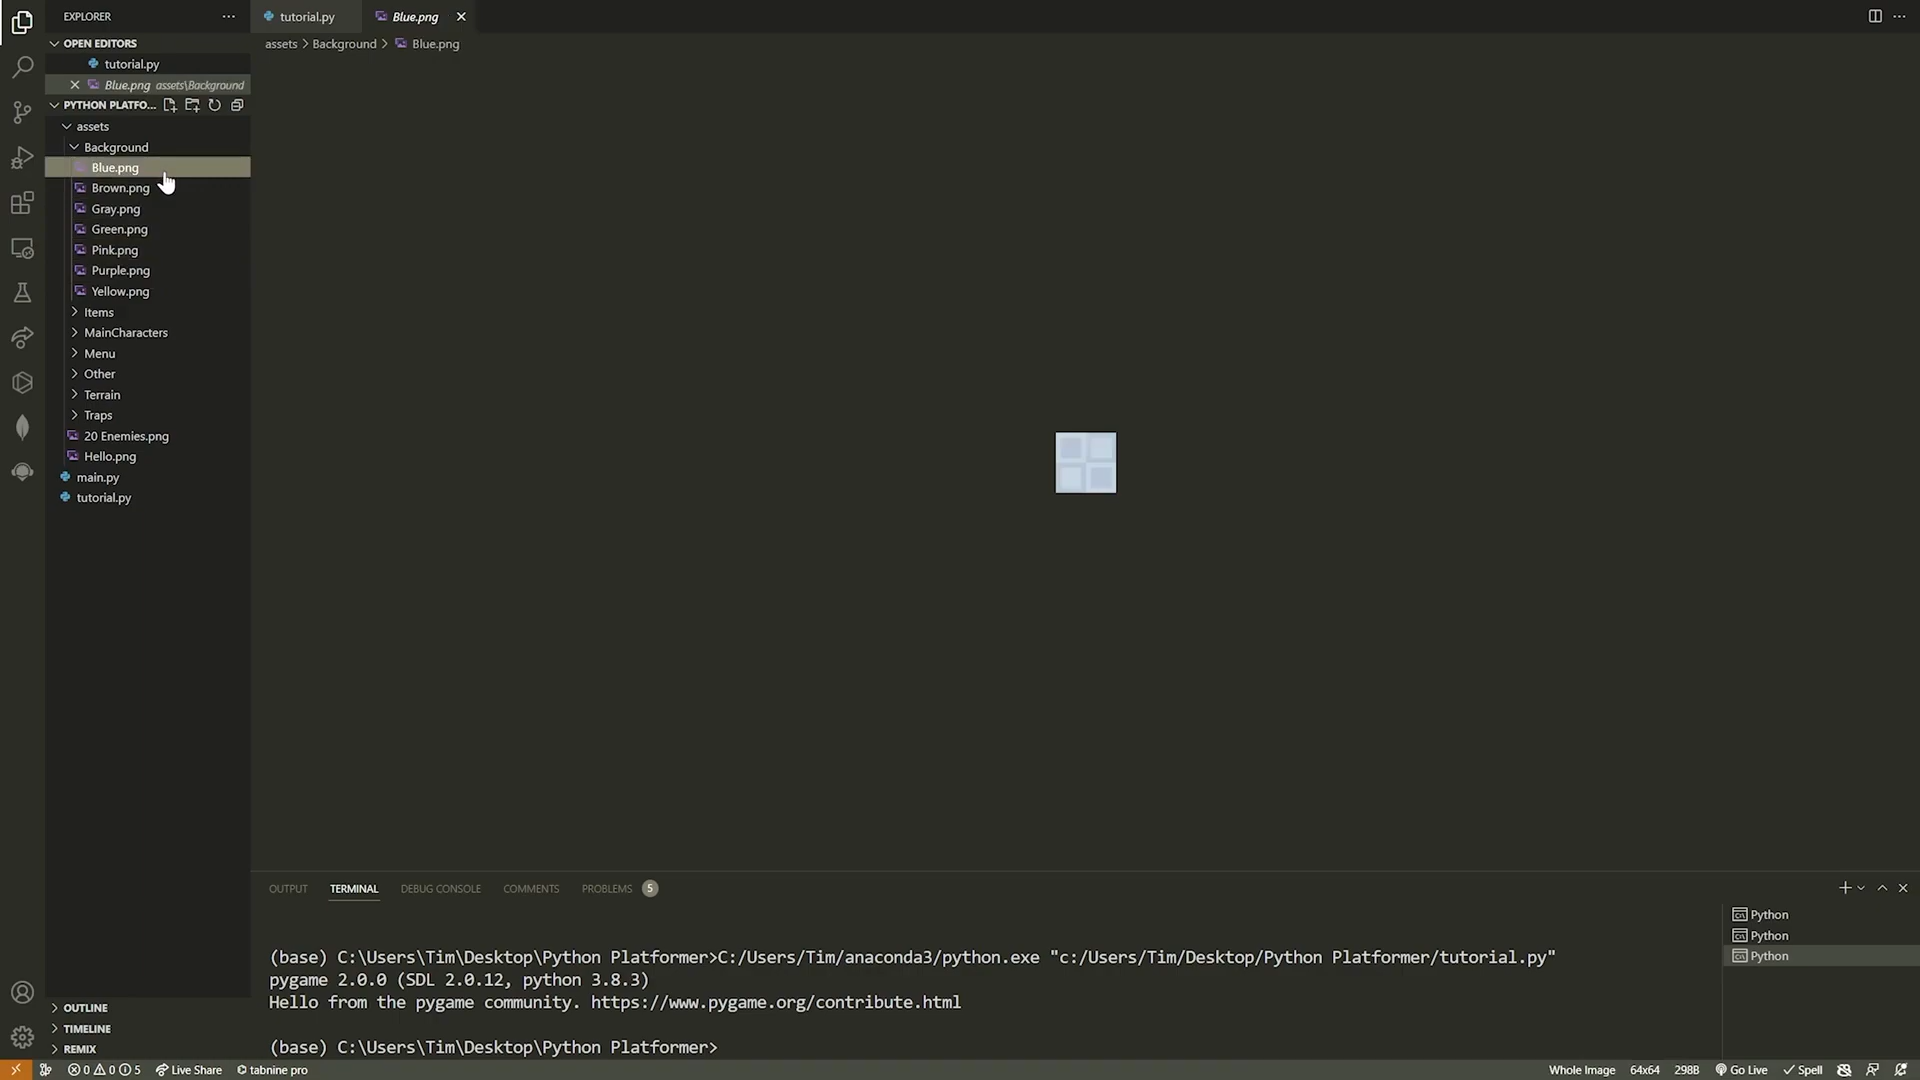 EXPLORER
tutorial.py
Blue.png
OPEN EDITORS
assets
Background
Blue.png
tutorial.py
Blue.png assets\Background
PYTHON PLATFO...
assets
Background
Blue.png
Brown.png
Gray.png
Green.png
Pink.png
Purple.png
Yellow.png
Items
MainCharacters
Menu
Other
Terrain
Traps
20 Enemies.png
Hello.png
main.py
tutorial.py
OUTPUT
TERMINAL
DEBUG CONSOLE
COMMENTS
PROBLEMS 5
Python
Python
Python
(base) C:\Users\Tim\Desktop\Python Platformer>C:/Users/Tim/anaconda3/python.exe "c:/Users/Tim/Desktop/Python Platformer/tutorial.py"
pygame 2.0.0 (SDL 2.0.12, python 3.8.3)
Hello from the pygame community. https://www.pygame.org/contribute.html
(base) C:\Users\Tim\Desktop\Python Platformer>
OUTLINE
TIMELINE
REMIX
0 0 5 Live Share tabnine pro
Whole Image 64x64 298B Go Live Spell